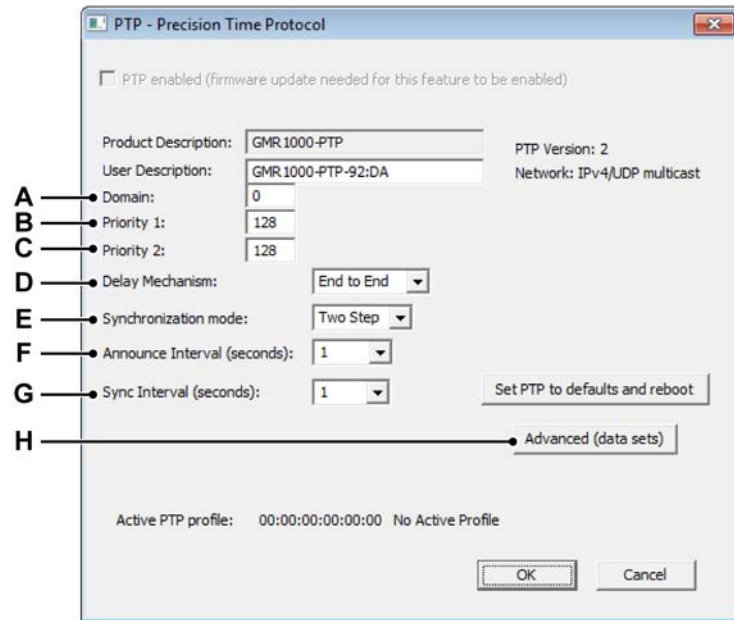 PTP - Precision Time Protocol
PTP enabled (firmware update needed for this feature to be enabled)
Product Description: GMR1000-PTP
PTP Version: 2
User Description: GMR1000-PTP-92:DA
Network: IPv4/UDP multicast
A Domain: 0
B Priority 1: 128
C Priority 2: 128
D Delay Mechanism: End to End
E Synchronization mode: Two Step
F Announce Interval (seconds): 1
G Sync Interval (seconds): 1
Set PTP to defaults and reboot
H Advanced (data sets)
Active PTP profile: 00:00:00:00:00:00 No Active Profile
OK Cancel